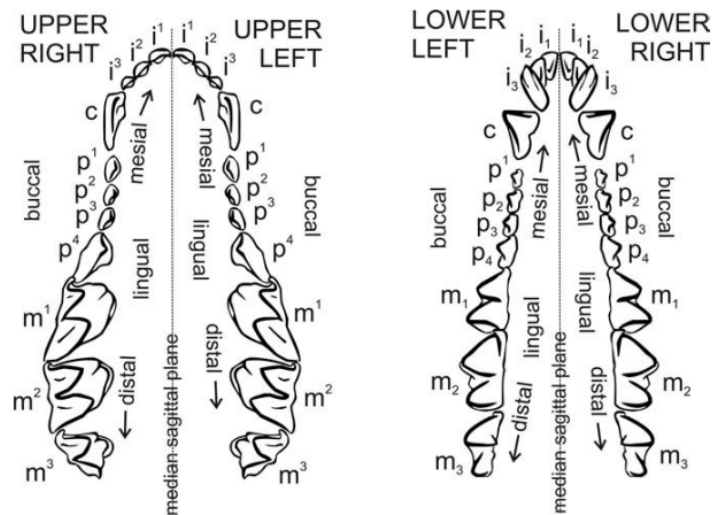 UPPER RIGHT
UPPER LEFT
i³ i² i¹ i¹ i² i³
c
c
mesial
mesial
p¹
p²
p³
p⁴
p¹
p²
p³
p⁴
buccal
lingual
lingual
buccal
m¹
m¹
distal
distal
m²
m²
m³
m³
median sagittal plane
LOWER LEFT
LOWER RIGHT
i₃ i₂ i₁ i₁ i₂ i₃
c
c
mesial
mesial
p¹
p₂
p₃
p₄
p¹
p₂
p₃
p₄
buccal
lingual
lingual
buccal
m₁
m₁
m₂
m₂
distal
distal
m₃
m₃
median sagittal plane